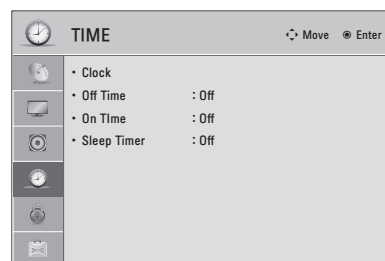 TIME
Move Enter
• Clock
• Off Time : Off
• On TIme : Off
• Sleep Timer : Off